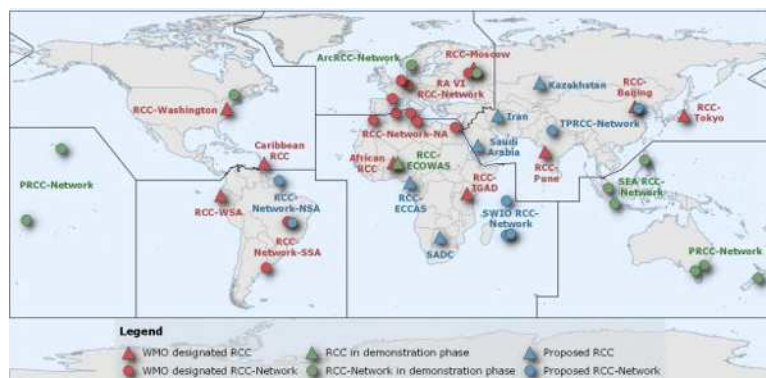 ArcRCC-Network
RCC-Moscow
RA VI
RCC-Network
Kazakhstan
RCC-
Beijing
RCC-Washington
Iran
TPRCC-Network
RCC-
Tokyo
RCC-Network-NA
Saudi
Arabia
Caribbean
RCC
African
RCC
RCC-
ECOWAS
RCC-
Pune
PRCC-Network
RCC-
IGAD
SEA RCC-
Network
RCC-WSA
RCC-
Network-NSA
RCC-
ECCAS
SWIO RCC-
Network
RCC-
Network-SSA
SADC
PRCC-Network
Legend
WMO designated RCC
RCC in demonstration phase
Proposed RCC
WMO designated RCC-Network
RCC-Network in demonstration phase
Proposed RCC-Network